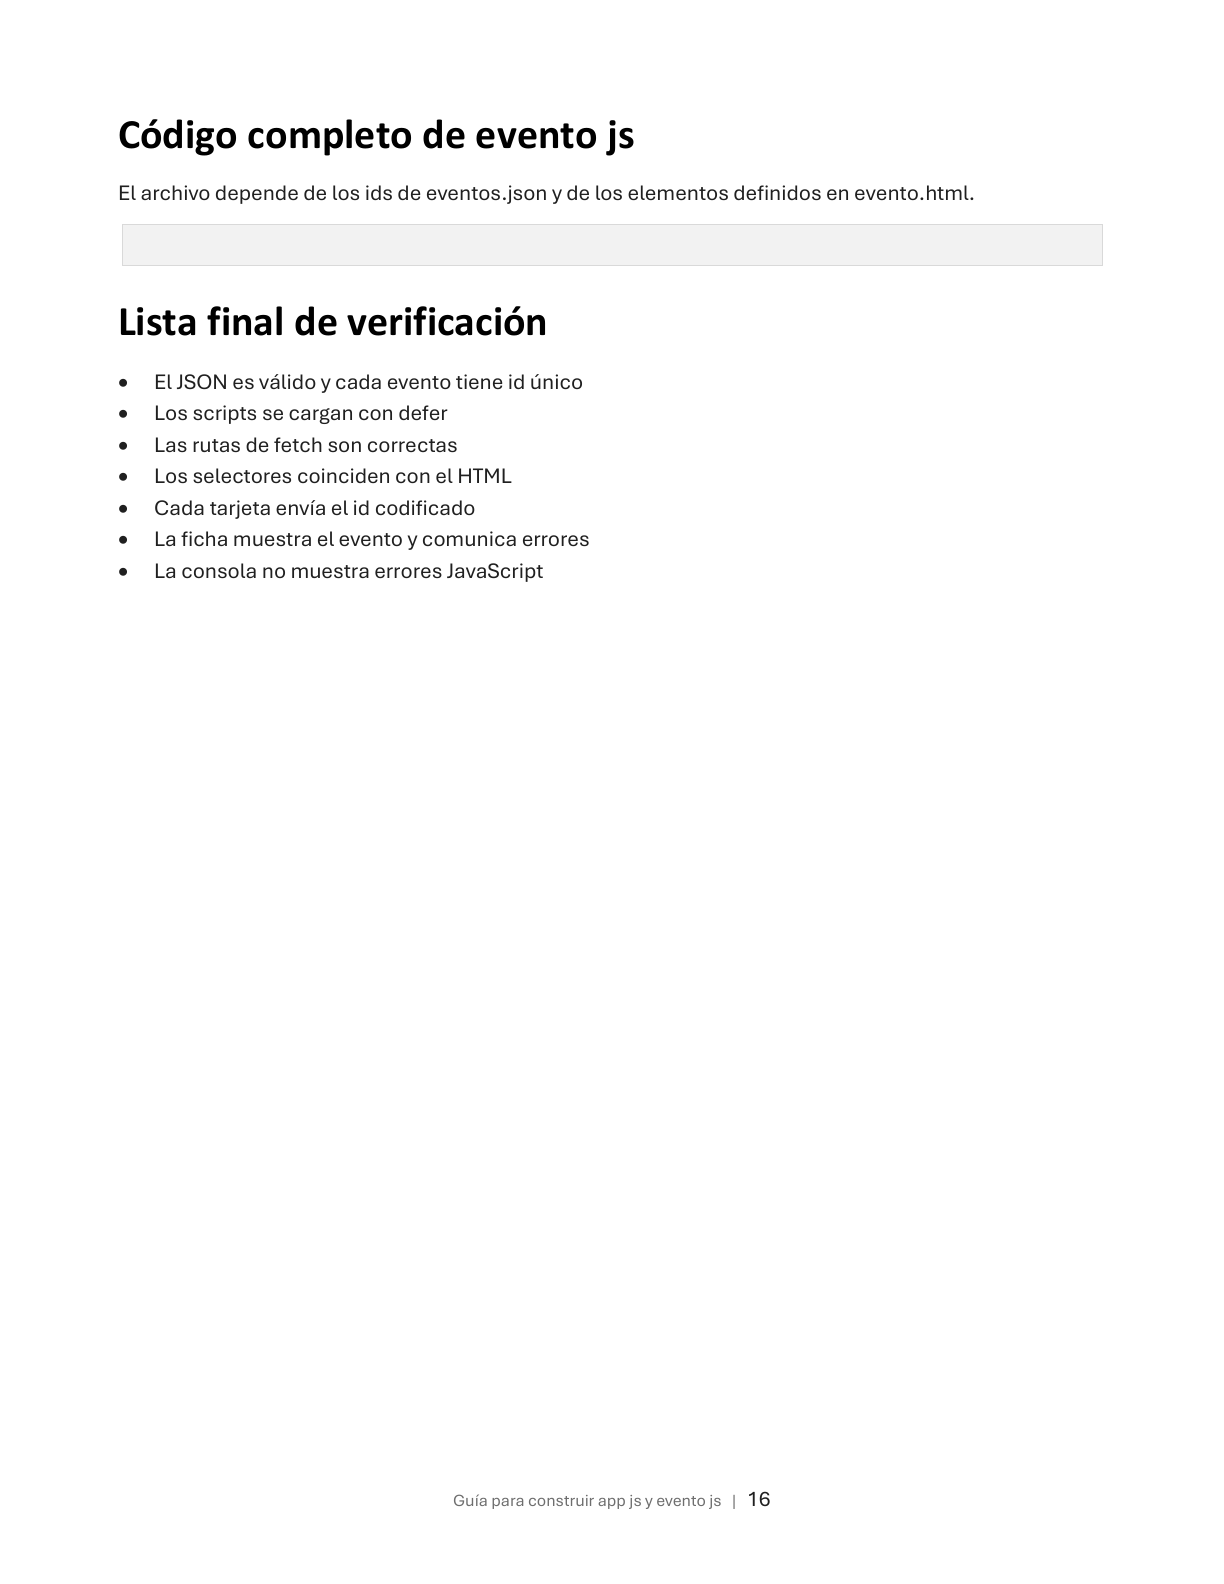 Código completo de evento js
El archivo depende de los ids de eventos.json y de los elementos definidos en evento.html.
Lista final de verificación
• El JSON es válido y cada evento tiene id único
• Los scripts se cargan con defer
• Las rutas de fetch son correctas
• Los selectores coinciden con el HTML
• Cada tarjeta envía el id codificado
• La ficha muestra el evento y comunica errores
• La consola no muestra errores JavaScript
Guía para construir app js y evento js | 16